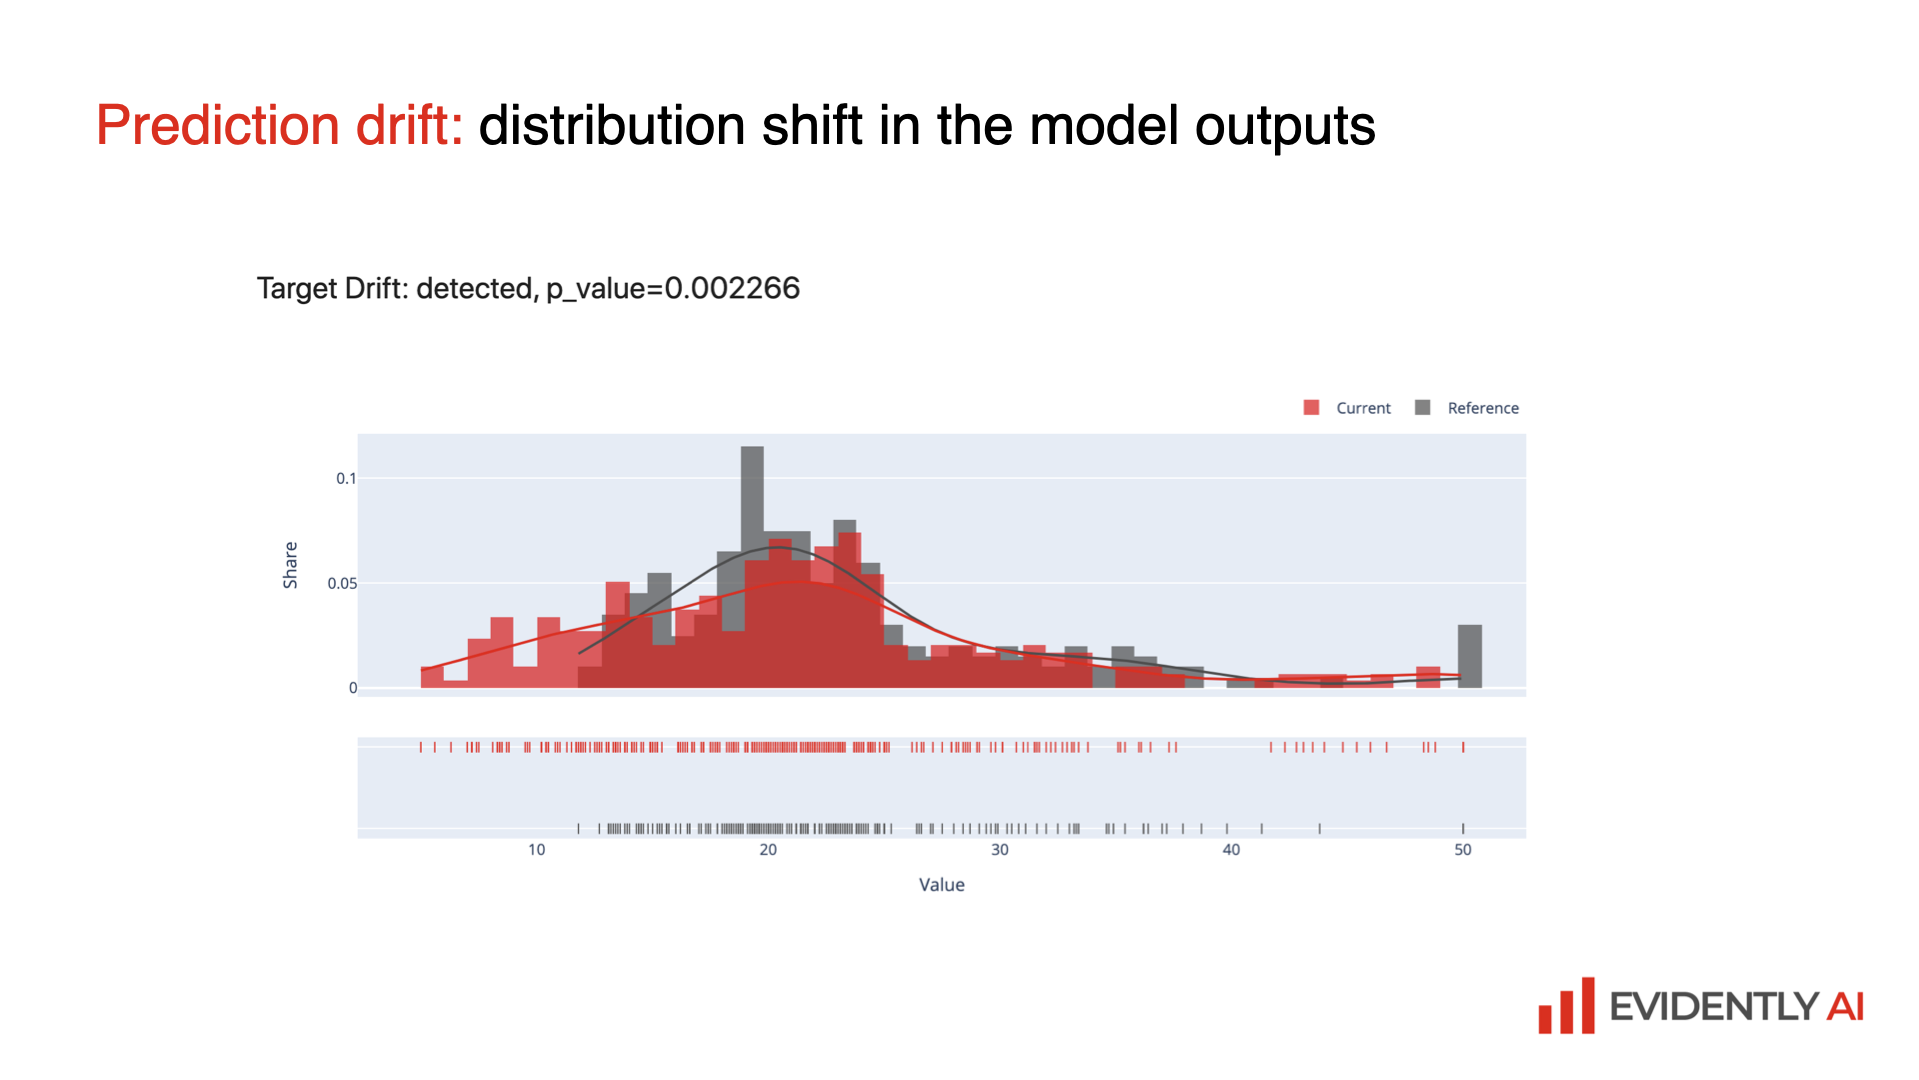 Prediction drift: distribution shift in the model outputs
Target Drift: detected, p_value=0.002266
Current Reference
0.1
0.05
0
Share
10 20 30 40 50
Value
EVIDENTLY AI